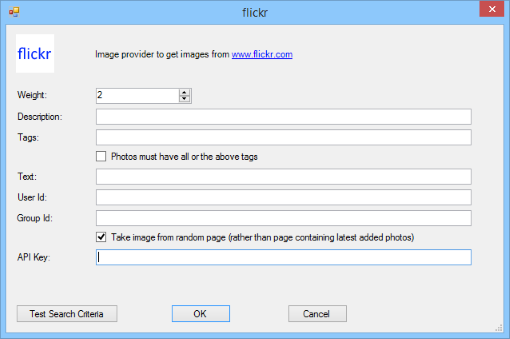 flickr
flickr
Image provider to get images from www.flickr.com
Weight: 2
Description:
Tags:
Photos must have all or the above tags
Text:
User Id:
Group Id:
Take image from random page (rather than page containing latest added photos)
API Key:
Test Search Criteria OK Cancel